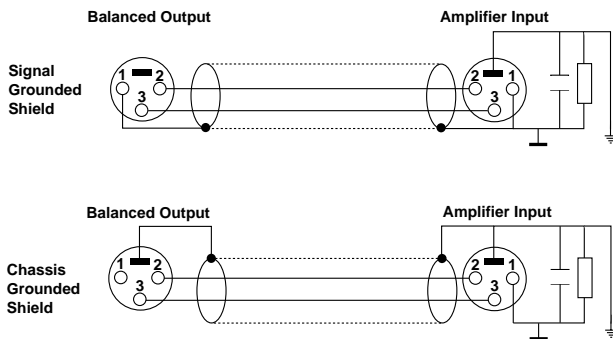 Balanced Output Amplifier Input
Signal
Grounded
Shield
1 2 3
2 1 3
Balanced Output Amplifier Input
Chassis
Grounded
Shield
1 2 3
2 1 3